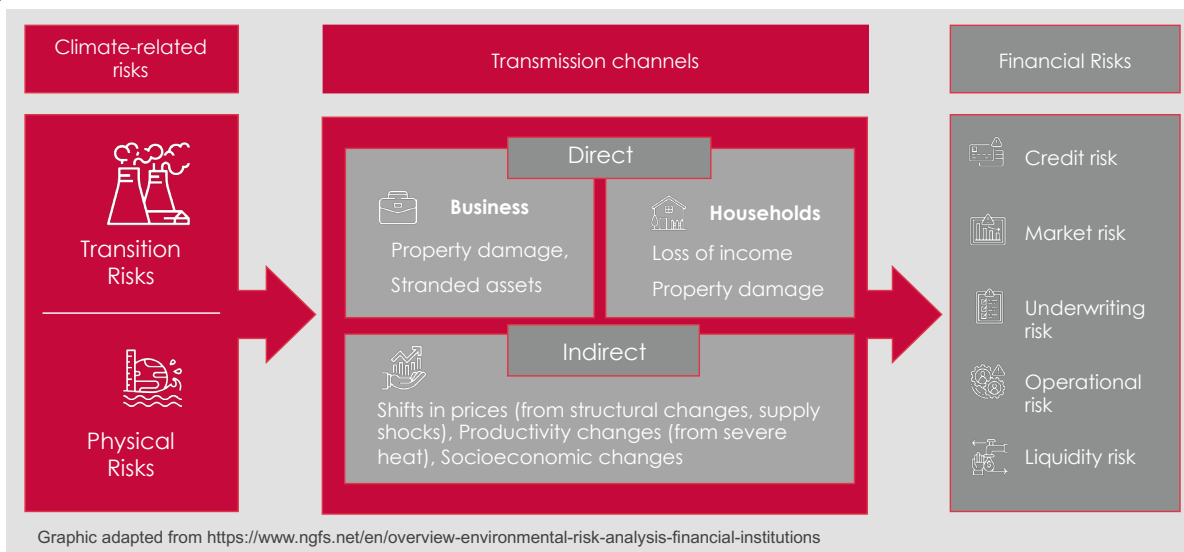 Climate-related
risks
Transmission channels
Financial Risks
Transition
Risks
Physical
Risks
Direct
Business
Property damage,
Stranded assets
Households
Loss of income
Property damage
Indirect
Shifts in prices (from structural changes, supply
shocks), Productivity changes (from severe
heat), Socioeconomic changes
Credit risk
Market risk
Underwriting
risk
Operational
risk
Liquidity risk
Graphic adapted from https://www.ngfs.net/en/overview-environmental-risk-analysis-financial-institutions